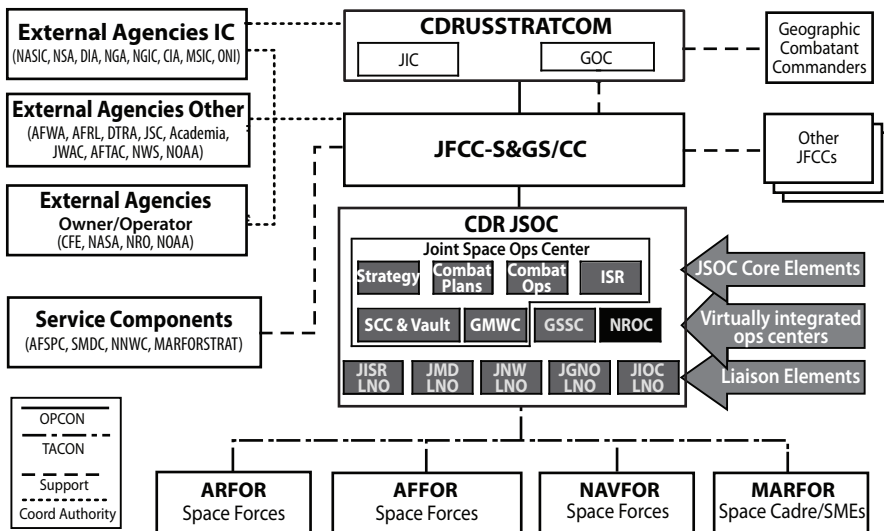 External Agencies IC
(NASIC, NSA, DIA, NGA, NGIC, CIA, MSIC, ONI)
External Agencies Other
(AFWA, AFRL, DTRA, JSC, Academia,
JWAC, AFTAC, NWS, NOAA)
External Agencies
Owner/Operator
(CFE, NASA, NRO, NOAA)
Service Components
(AFSPC, SMDC, NNWC, MARFORSTRAT)
CDRUSSTRATCOM
JIC
GOC
Geographic
Combatant
Commanders
JFCC-S&GS/CC
Other
JFCCs
CDR JSOC
Joint Space Ops Center
Strategy
Combat
Plans
Combat
Ops
ISR
SCC & Vault
GMWC
GSSC
NROC
JISR
LNO
JMD
LNO
JNW
LNO
JGNO
LNO
JIOC
LNO
JSOC Core Elements
Virtually integrated
ops centers
Liaison Elements
OPCON
TACON
Support
Coord Authority
ARFOR
Space Forces
AFFOR
Space Forces
NAVFOR
Space Forces
MARFOR
Space Cadre/SMEs